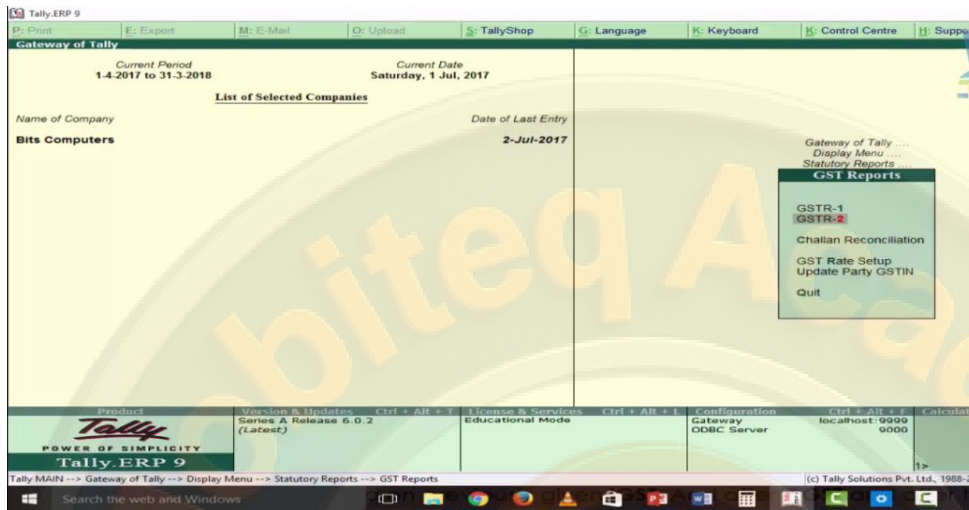 Tally.ERP 9
P: Print E: Export M: E-Mail O: Upload S: TallyShop G: Language K: Keyboard K: Control Centre H: Suppo
Gateway of Tally
Current Period Current Date
1-4-2017 to 31-3-2018 Saturday, 1 Jul, 2017
List of Selected Companies
Name of Company Date of Last Entry
Bits Computers 2-Jul-2017
Gateway of Tally ....
Display Menu ....
Statutory Reports ....
GST Reports
GSTR-1
GSTR-2
Challan Reconciliation
GST Rate Setup
Update Party GSTIN
Quit
obiteq Aca
Product Version & Updates Ctrl + Alt + T License & Services Ctrl + Alt + L Configuration Ctrl + Alt + F Calculat
Tally Series A Release 6.0.2 Educational Mode Gateway localhost:9999
(Latest) ODBC Server 9000
POWER OF SIMPLICITY
Tally.ERP 9
1>
Tally MAIN --> Gateway of Tally --> Display Menu --> Statutory Reports --> GST Reports (c) Tally Solutions Pvt. Ltd., 1988-2
Search the web and Windows